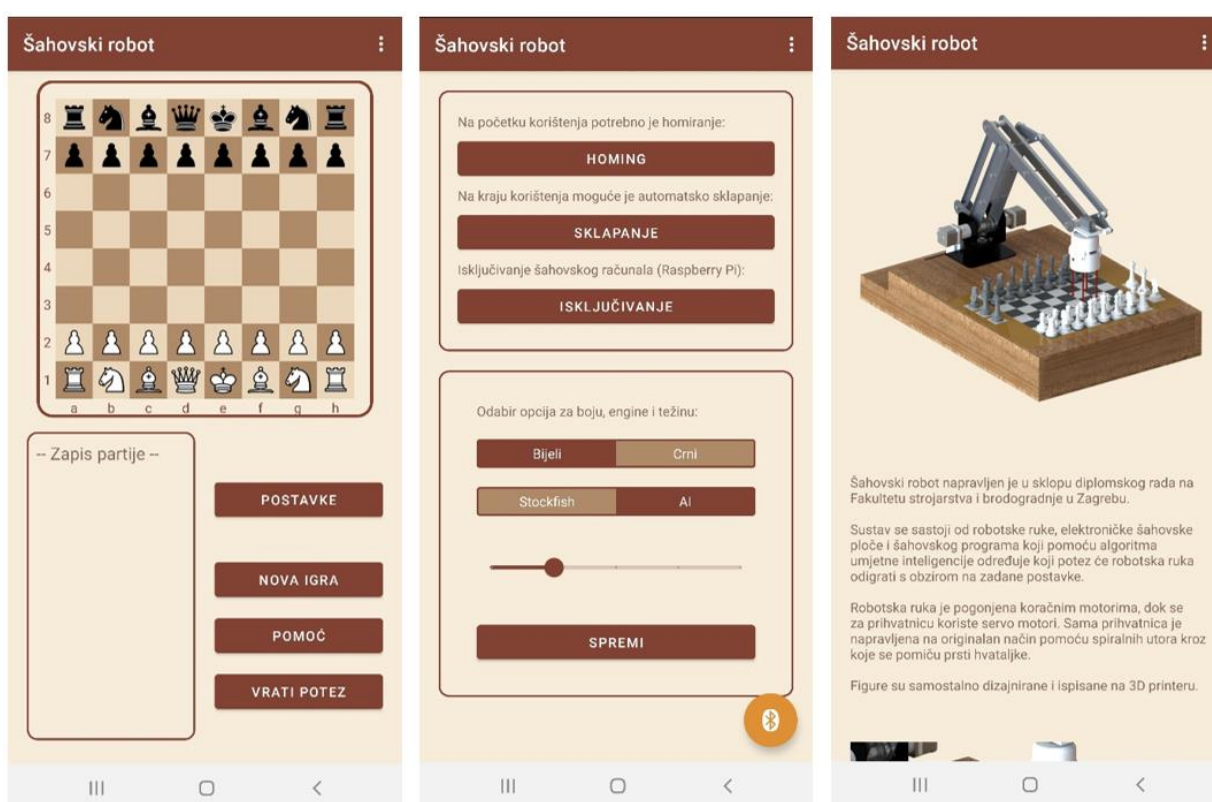 Šahovski robot
8
7
6
5
4
3
2
1
a b c d e f g h
-- Zapis partije --
POSTAVKE
NOVA IGRA
POMOĆ
VRATI POTEZ
Šahovski robot
Na početku korištenja potrebno je homiranje:
HOMING
Na kraju korištenja moguće je automatsko sklapanje:
SKLAPANJE
Isključivanje šahovskog računala (Raspberry Pi):
ISKLJUČIVANJE
Odabir opcija za boju, engine i težinu:
Bijeli Crni
Stockfish AI
SPREMI
Šahovski robot
Šahovski robot napravljen je u sklopu diplomskog rada na
Fakultetu strojarstva i brodogradnje u Zagrebu.
Sustav se sastoji od robotske ruke, elektroničke šahovske
ploče i šahovskog programa koji pomoću algoritma
umjetne inteligencije određuje koji potez će robotska ruka
odigrati s obzirom na zadane postavke.
Robotska ruka je pogonjena koračnim motorima, dok se
za prihvatnicu koriste servo motori. Sama prihvatnica je
napravljena na originalan način pomoću spiralnih utora kroz
koje se pomiču prsti hvataljke.
Figure su samostalno dizajnirane i ispisane na 3D printeru.